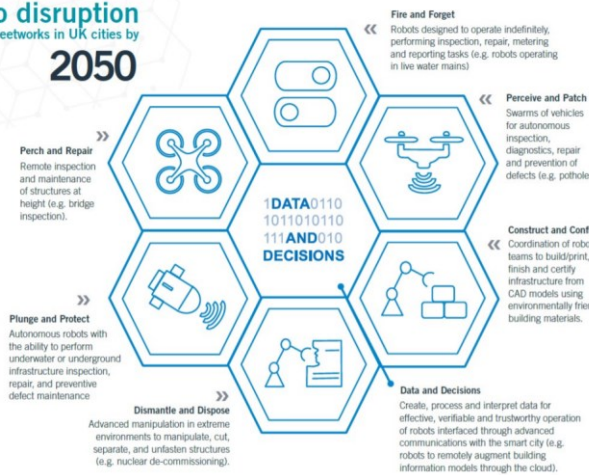 disruption
in UK cities by
2050
Fire and Forget
Robots designed to operate indefinitely,
performing inspection, repair, metering
and reporting tasks (e.g. robots operating
in live water mains)
Perceive and Patch
Swarms of vehicles
for autonomous
inspection,
diagnostics, repair
and prevention of
defects (e.g. pothole
Perch and Repair
Remote inspection
and maintenance
of structures at
height (e.g. bridge
inspection).
1DATA0110
1011010110
111AND010
DECISIONS
Construct and
Coordination of
teams to build/print,
finish and certify
infrastructure from
CAD models using
environmentally
building materials.
Plunge and Protect
Autonomous robots with
the ability to perform
underwater or underground
infrastructure inspection,
repair, and preventive
defect maintenance
Dismantle and Dispose
Advanced manipulation in extreme
environments to manipulate, cut,
separate, and unfasten structures
(e.g. nuclear de-commissioning).
Data and Decisions
Create, process and interpret data for
effective, verifiable and trustworthy operation
of robots interfaced through advanced
communications with the smart city (e.g.
robots to remotely augment building
information models through the cloud).